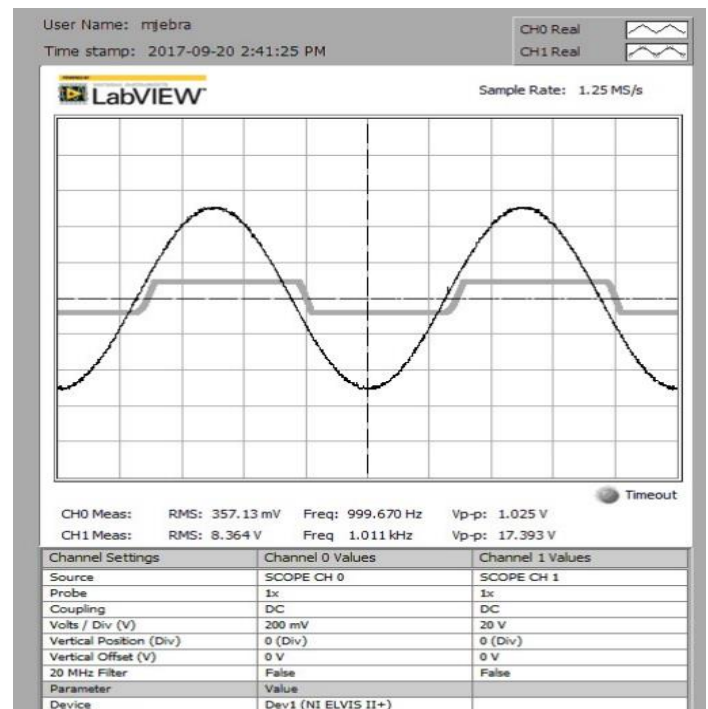 User Name: mjebra
CH0 Real
Time stamp: 2017-09-20 2:41:25 PM
CH1 Real
LabVIEW
Sample Rate: 1.25 MS/s
Timeout
CH0 Meas: RMS: 357.13 mV Freq: 999.670 Hz Vp-p: 1.025 V
CH1 Meas: RMS: 8.364 V Freq 1.011 kHz Vp-p: 17.393 V
Channel Settings Channel 0 Values Channel 1 Values
Source SCOPE CH 0 SCOPE CH 1
Probe 1x 1x
Coupling DC DC
Volts / Div (V) 200 mV 20 V
Vertical Position (Div) 0 (Div) 0 (Div)
Vertical Offset (V) 0 V 0 V
20 MHz Filter False False
Parameter Value
Device Dev1 (NI ELVIS II+)